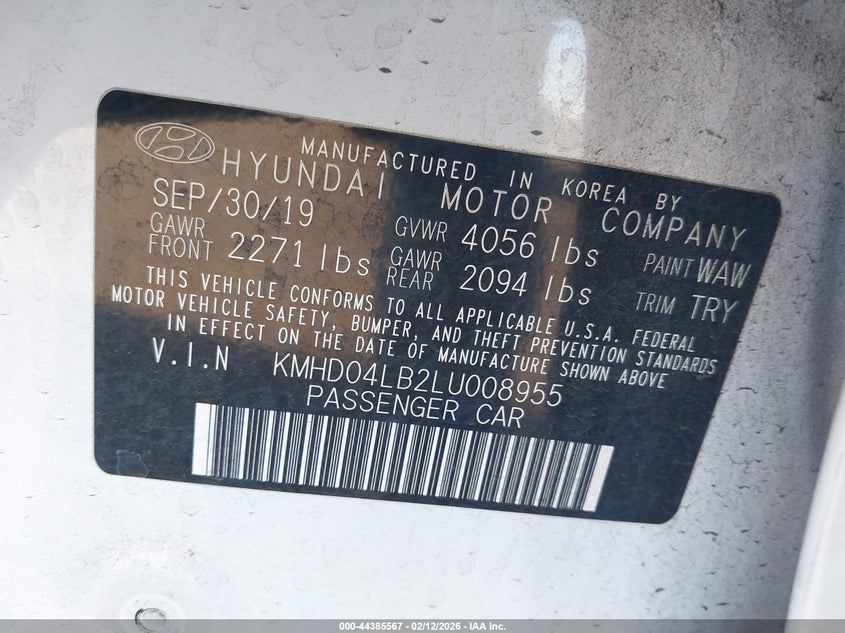 MANUFACTURED IN KOREA BY
HYUNDAI MOTOR COMPANY
SEP/30/19 GVWR 4056 lbs PAINT WAW
GAWR FRONT 2271 lbs GAWR REAR 2094 lbs TRIM TRY
THIS VEHICLE CONFORMS TO ALL APPLICABLE U.S.A. FEDERAL
MOTOR VEHICLE SAFETY, BUMPER, AND THEFT PREVENTION STANDARDS
IN EFFECT ON THE DATE OF MANUFACTURE SHOWN ABOVE
V.I.N KMHD04LB2LU008955
PASSENGER CAR
000-44385567 - 02/12/2026 - IAA Inc.